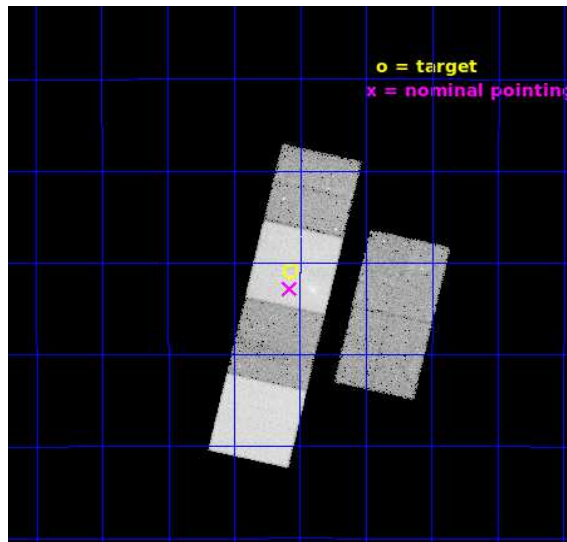 o = target
x = nominal pointing